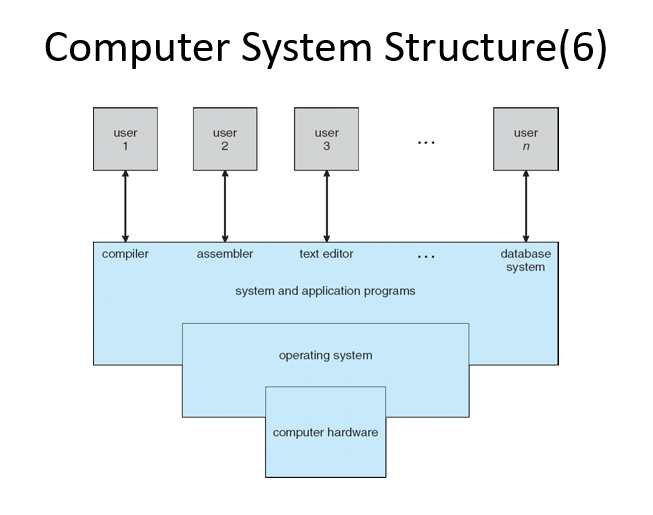 Computer System Structure(6)
user
1
user
2
user
3
...
user
n
compiler
assembler
text editor
...
database
system
system and application programs
operating system
computer hardware